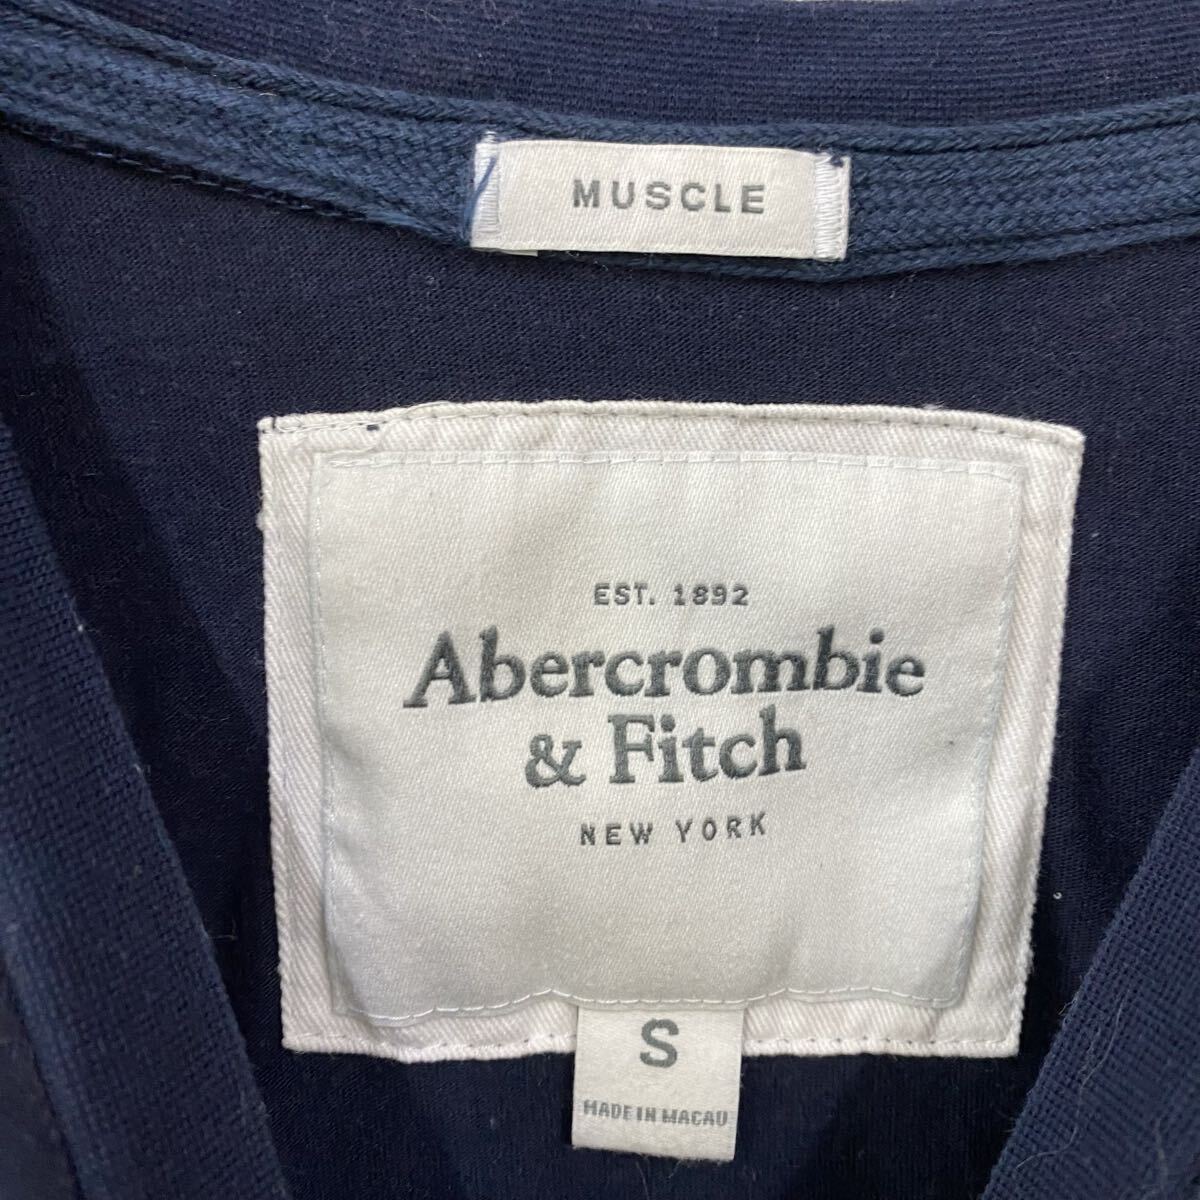 MUSCLE
EST. 1892
Abercrombie
& Fitch
NEW YORK
S
MADE IN MACAU